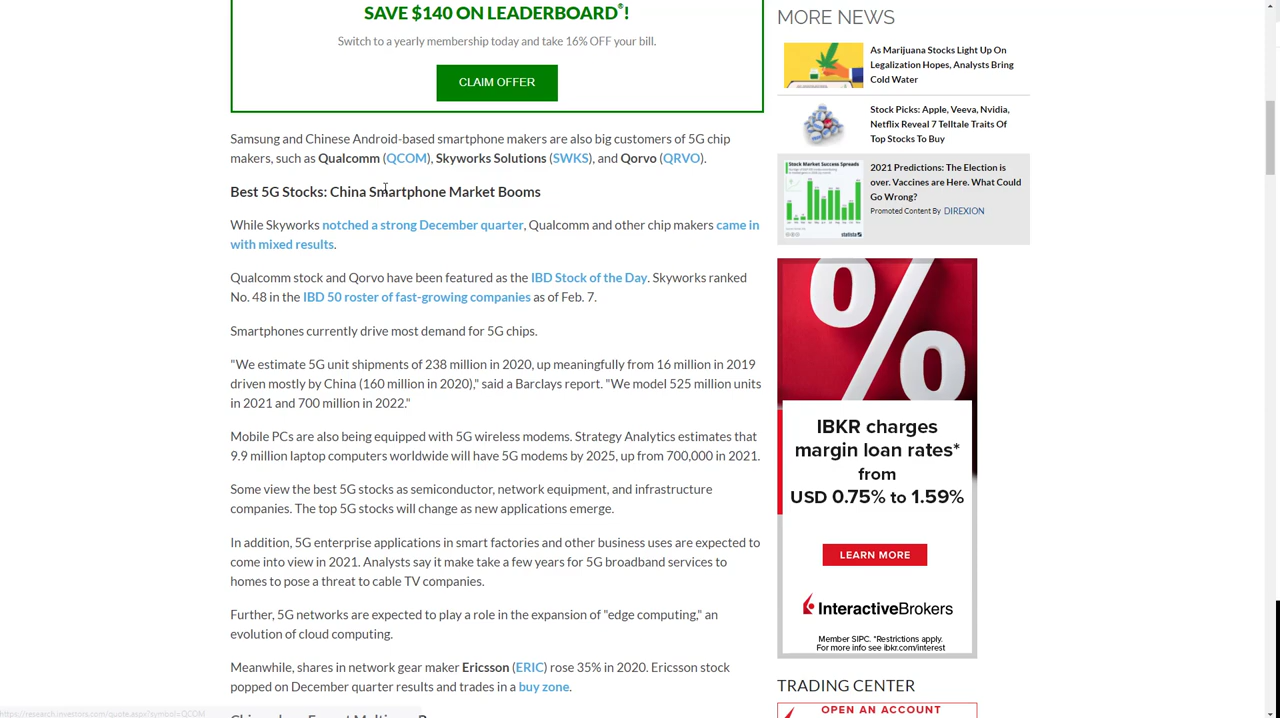 SAVE $140 ON LEADERBOARD®!
Switch to a yearly membership today and take 16% OFF your bill.
CLAIM OFFER
Samsung and Chinese Android-based smartphone makers are also big customers of 5G chip
makers, such as Qualcomm (QCOM), Skyworks Solutions (SWKS), and Qorvo (QRVO).
Best 5G Stocks: China Smartphone Market Booms
While Skyworks notched a strong December quarter, Qualcomm and other chip makers came in
with mixed results.
Qualcomm stock and Qorvo have been featured as the IBD Stock of the Day. Skyworks ranked
No. 48 in the IBD 50 roster of fast-growing companies as of Feb. 7.
Smartphones currently drive most demand for 5G chips.
"We estimate 5G unit shipments of 238 million in 2020, up meaningfully from 16 million in 2019
driven mostly by China (160 million in 2020)," said a Barclays report. "We model 525 million units
in 2021 and 700 million in 2022."
Mobile PCs are also being equipped with 5G wireless modems. Strategy Analytics estimates that
9.9 million laptop computers worldwide will have 5G modems by 2025, up from 700,000 in 2021.
Some view the best 5G stocks as semiconductor, network equipment, and infrastructure
companies. The top 5G stocks will change as new applications emerge.
In addition, 5G enterprise applications in smart factories and other business uses are expected to
come into view in 2021. Analysts say it make take a few years for 5G broadband services to
homes to pose a threat to cable TV companies.
Further, 5G networks are expected to play a role in the expansion of "edge computing," an
evolution of cloud computing.
Meanwhile, shares in network gear maker Ericsson (ERIC) rose 35% in 2020. Ericsson stock
popped on December quarter results and trades in a buy zone.
https://research.investors.com/quote.aspx?symbol=QCOM
MORE NEWS
As Marijuana Stocks Light Up On
Legalization Hopes, Analysts Bring
Cold Water
Stock Picks: Apple, Veeva, Nvidia,
Netflix Reveal 7 Telltale Traits Of
Top Stocks To Buy
Stock Market Success Spreads
statista
2021 Predictions: The Election is
over. Vaccines are Here. What Could
Go Wrong?
Promoted Content By DIREXION
%
IBKR charges
margin loan rates*
from
USD 0.75% to 1.59%
LEARN MORE
InteractiveBrokers
Member SIPC. *Restrictions apply.
For more info see ibkr.com/interest
TRADING CENTER
OPEN AN ACCOUNT